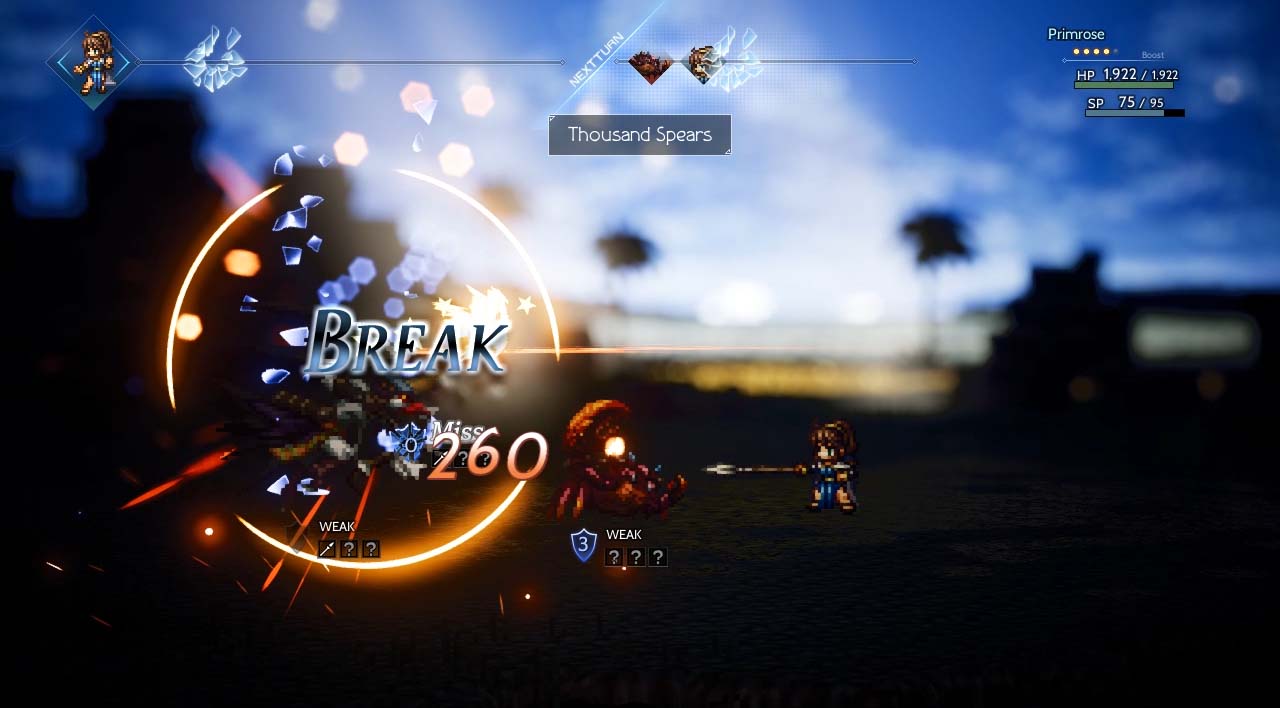 NEXT TURN
Primrose
Boost
HP 1,922 / 1,922
SP 75 / 95
Thousand Spears
BREAK
Miss
0
260
? ?
WEAK
? ?
3
WEAK
? ? ?